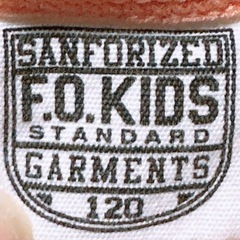 SANFORIZED
F.O.KIDS
STANDARD
GARMENTS
120